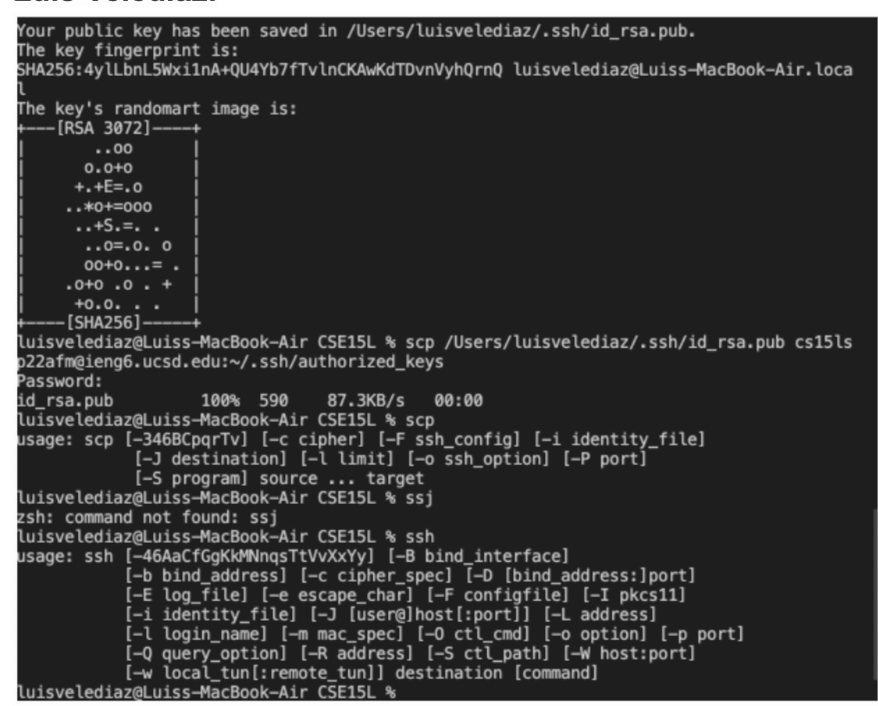 Your public key has been saved in /Users/luisvelediaz/.ssh/id_rsa.pub.
The key fingerprint is:
SHA256:4ylLbnL5Wxi1nA+QU4Yb7fTvlnCKAwKdTDvnVyhQrnQ luisvelediaz@Luiss-MacBook-Air.loca
l
The key's randomart image is:
+---[RSA 3072]----+
|       ..oo      |
|      o.o+o      |
|     +.+E=.o     |
|    ..*o+=ooo    |
|     ..+S.=. .   |
|      ..o=.o. o  |
|      oo+o...= . |
|    .o+o .o . +  |
|     +o.o. . .   |
+----[SHA256]-----+
luisvelediaz@Luiss-MacBook-Air CSE15L % scp /Users/luisvelediaz/.ssh/id_rsa.pub cs15ls
p22afm@ieng6.ucsd.edu:~/.ssh/authorized_keys
Password:
id_rsa.pub          100%  590    87.3KB/s   00:00
luisvelediaz@Luiss-MacBook-Air CSE15L % scp
usage: scp [-346BCpqrTv] [-c cipher] [-F ssh_config] [-i identity_file]
           [-J destination] [-l limit] [-o ssh_option] [-P port]
           [-S program] source ... target
luisvelediaz@Luiss-MacBook-Air CSE15L % ssj
zsh: command not found: ssj
luisvelediaz@Luiss-MacBook-Air CSE15L % ssh
usage: ssh [-46AaCfGgKkMNnqsTtVvXxYy] [-B bind_interface]
           [-b bind_address] [-c cipher_spec] [-D [bind_address:]port]
           [-E log_file] [-e escape_char] [-F configfile] [-I pkcs11]
           [-i identity_file] [-J [user@]host[:port]] [-L address]
           [-l login_name] [-m mac_spec] [-O ctl_cmd] [-o option] [-p port]
           [-Q query_option] [-R address] [-S ctl_path] [-W host:port]
           [-w local_tun[:remote_tun]] destination [command]
luisvelediaz@Luiss-MacBook-Air CSE15L %